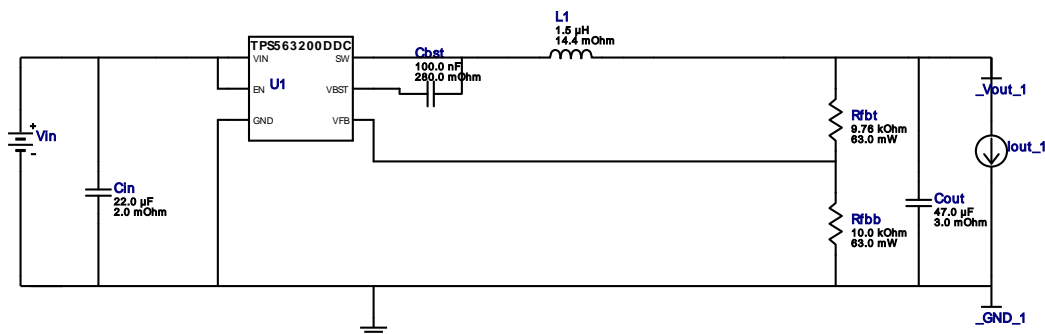 L1
1.5 µH
14.4 mOhm
TPS563200DDC
VIN
SW
EN
U1
VBST
GND
VFB
Cbst
100.0 nF
280.0 mOhm
+
Vin
-
Cin
22.0 µF
2.0 mOhm
Rfbt
9.76 kOhm
63.0 mW
Rfbb
10.0 kOhm
63.0 mW
Cout
47.0 µF
3.0 mOhm
_Vout_1
Iout_1
_GND_1